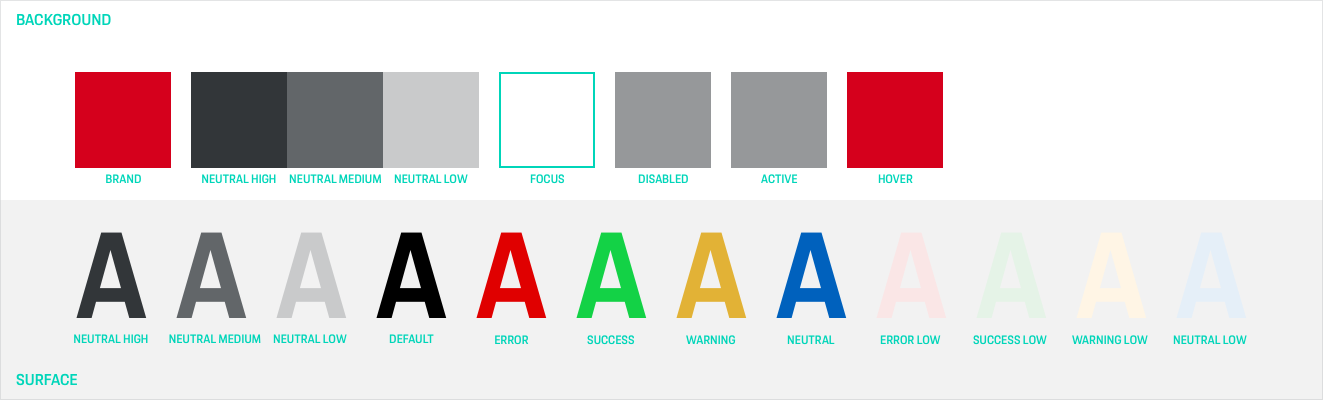 BACKGROUND
BRAND NEUTRAL HIGH NEUTRAL MEDIUM NEUTRAL LOW FOCUS DISABLED ACTIVE HOVER
A A A A A A A A A A A A
NEUTRAL HIGH NEUTRAL MEDIUM NEUTRAL LOW DEFAULT ERROR SUCCESS WARNING NEUTRAL ERROR LOW SUCCESS LOW WARNING LOW NEUTRAL LOW
SURFACE